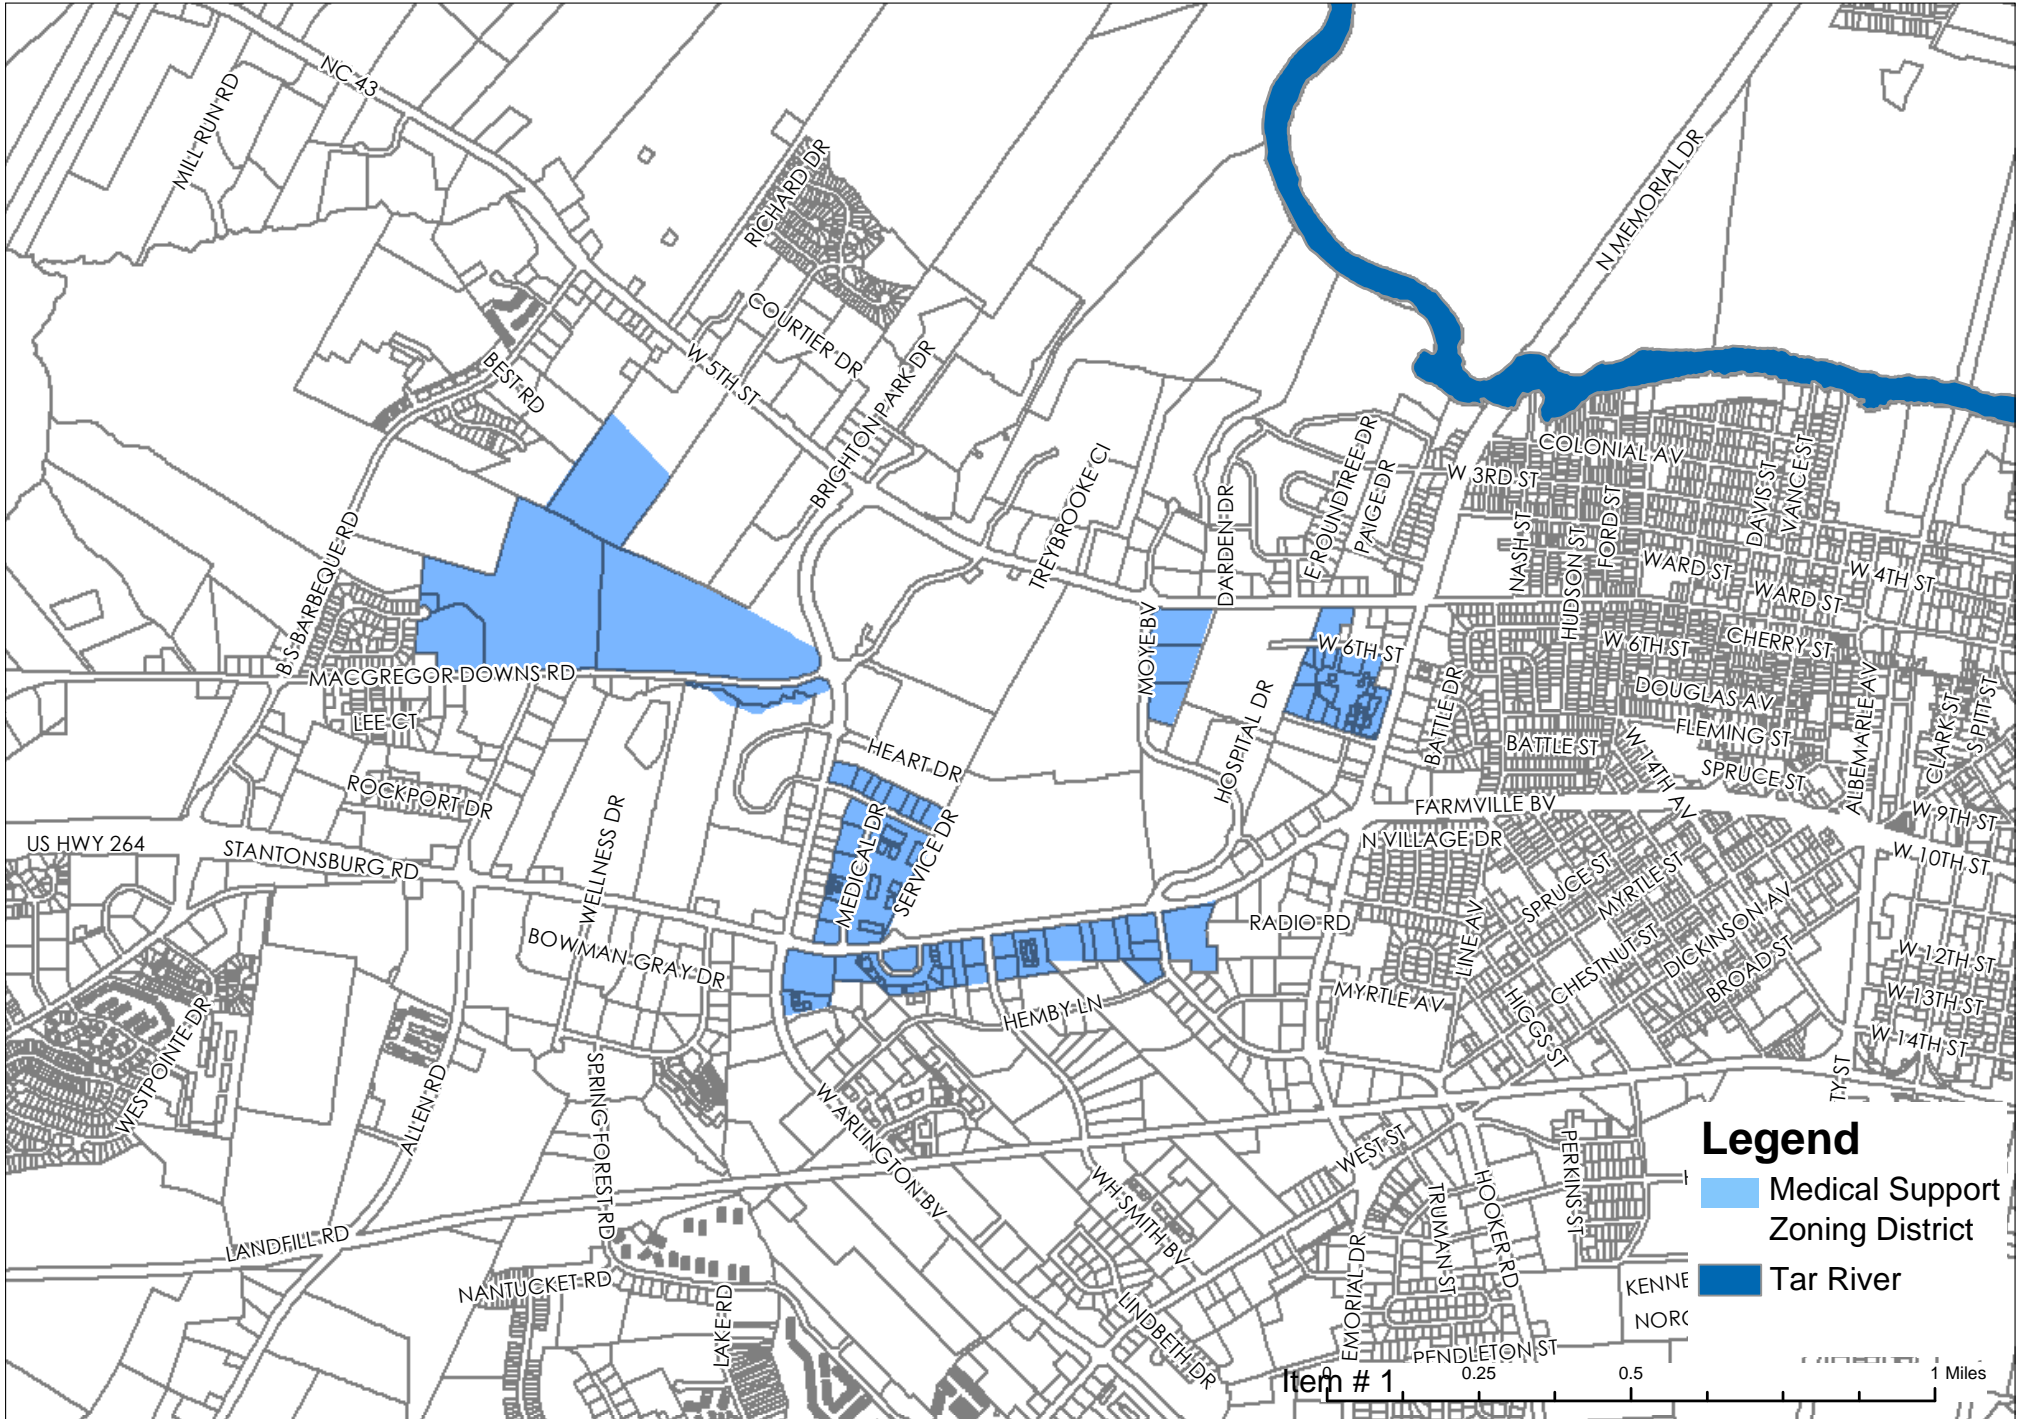 NC 43
MILL RUN RD
RICHARD DR
N MEMORIAL DR
COURTIER DR
W 5TH ST
BEST RD
BRIGHTON PARK DR
TREYBROOKE CI
DARDEN DR
E ROUNDTREE DR
PAIGE DR
W 3RD ST
COLONIAL AV
NASH ST
HUDSON ST
FORD ST
DAVIS ST
VANCE ST
WARD ST
WARD ST
W 4TH ST
B S BARBEQUE RD
MACGREGOR DOWNS RD
LEE CT
ROCKPORT DR
MOYE BV
W 6TH ST
W 6TH ST
CHERRY ST
HOSPITAL DR
BATTLE DR
DOUGLAS AV
FLEMING ST
BATTLE ST
W 14TH AV
SPRUCE ST
ALBEMARLE AV
CLARK ST
S PITT ST
HEART DR
MEDICAL DR
SERVICE DR
WELLNESS DR
FARMVILLE BV
N VILLAGE DR
W 9TH ST
W 10TH ST
US HWY 264
STANTONSBURG RD
BOWMAN GRAY DR
RADIO RD
LINE AV
SPRUCE ST
MYRTLE ST
CHESTNUT ST
DICKINSON AV
BROAD ST
W 12TH ST
W 13TH ST
W 14TH ST
HEMBY LN
MYRTLE AV
HIGGS ST
WESTPOINTE DR
ALLEN RD
SPRING FOREST RD
W ARLINGTON BV
WH SMITH BV
WEST ST
TRUMAN ST
HOOKER RD
PERKINS ST
TY ST
LANDFILL RD
NANTUCKET RD
LAKE RD
LINDBETH DR
EMORIAL DR
PENDLETON ST
KENNE
NORC
Legend
Medical Support
Zoning District
Tar River
Item # 1
0 0.25 0.5 1 Miles